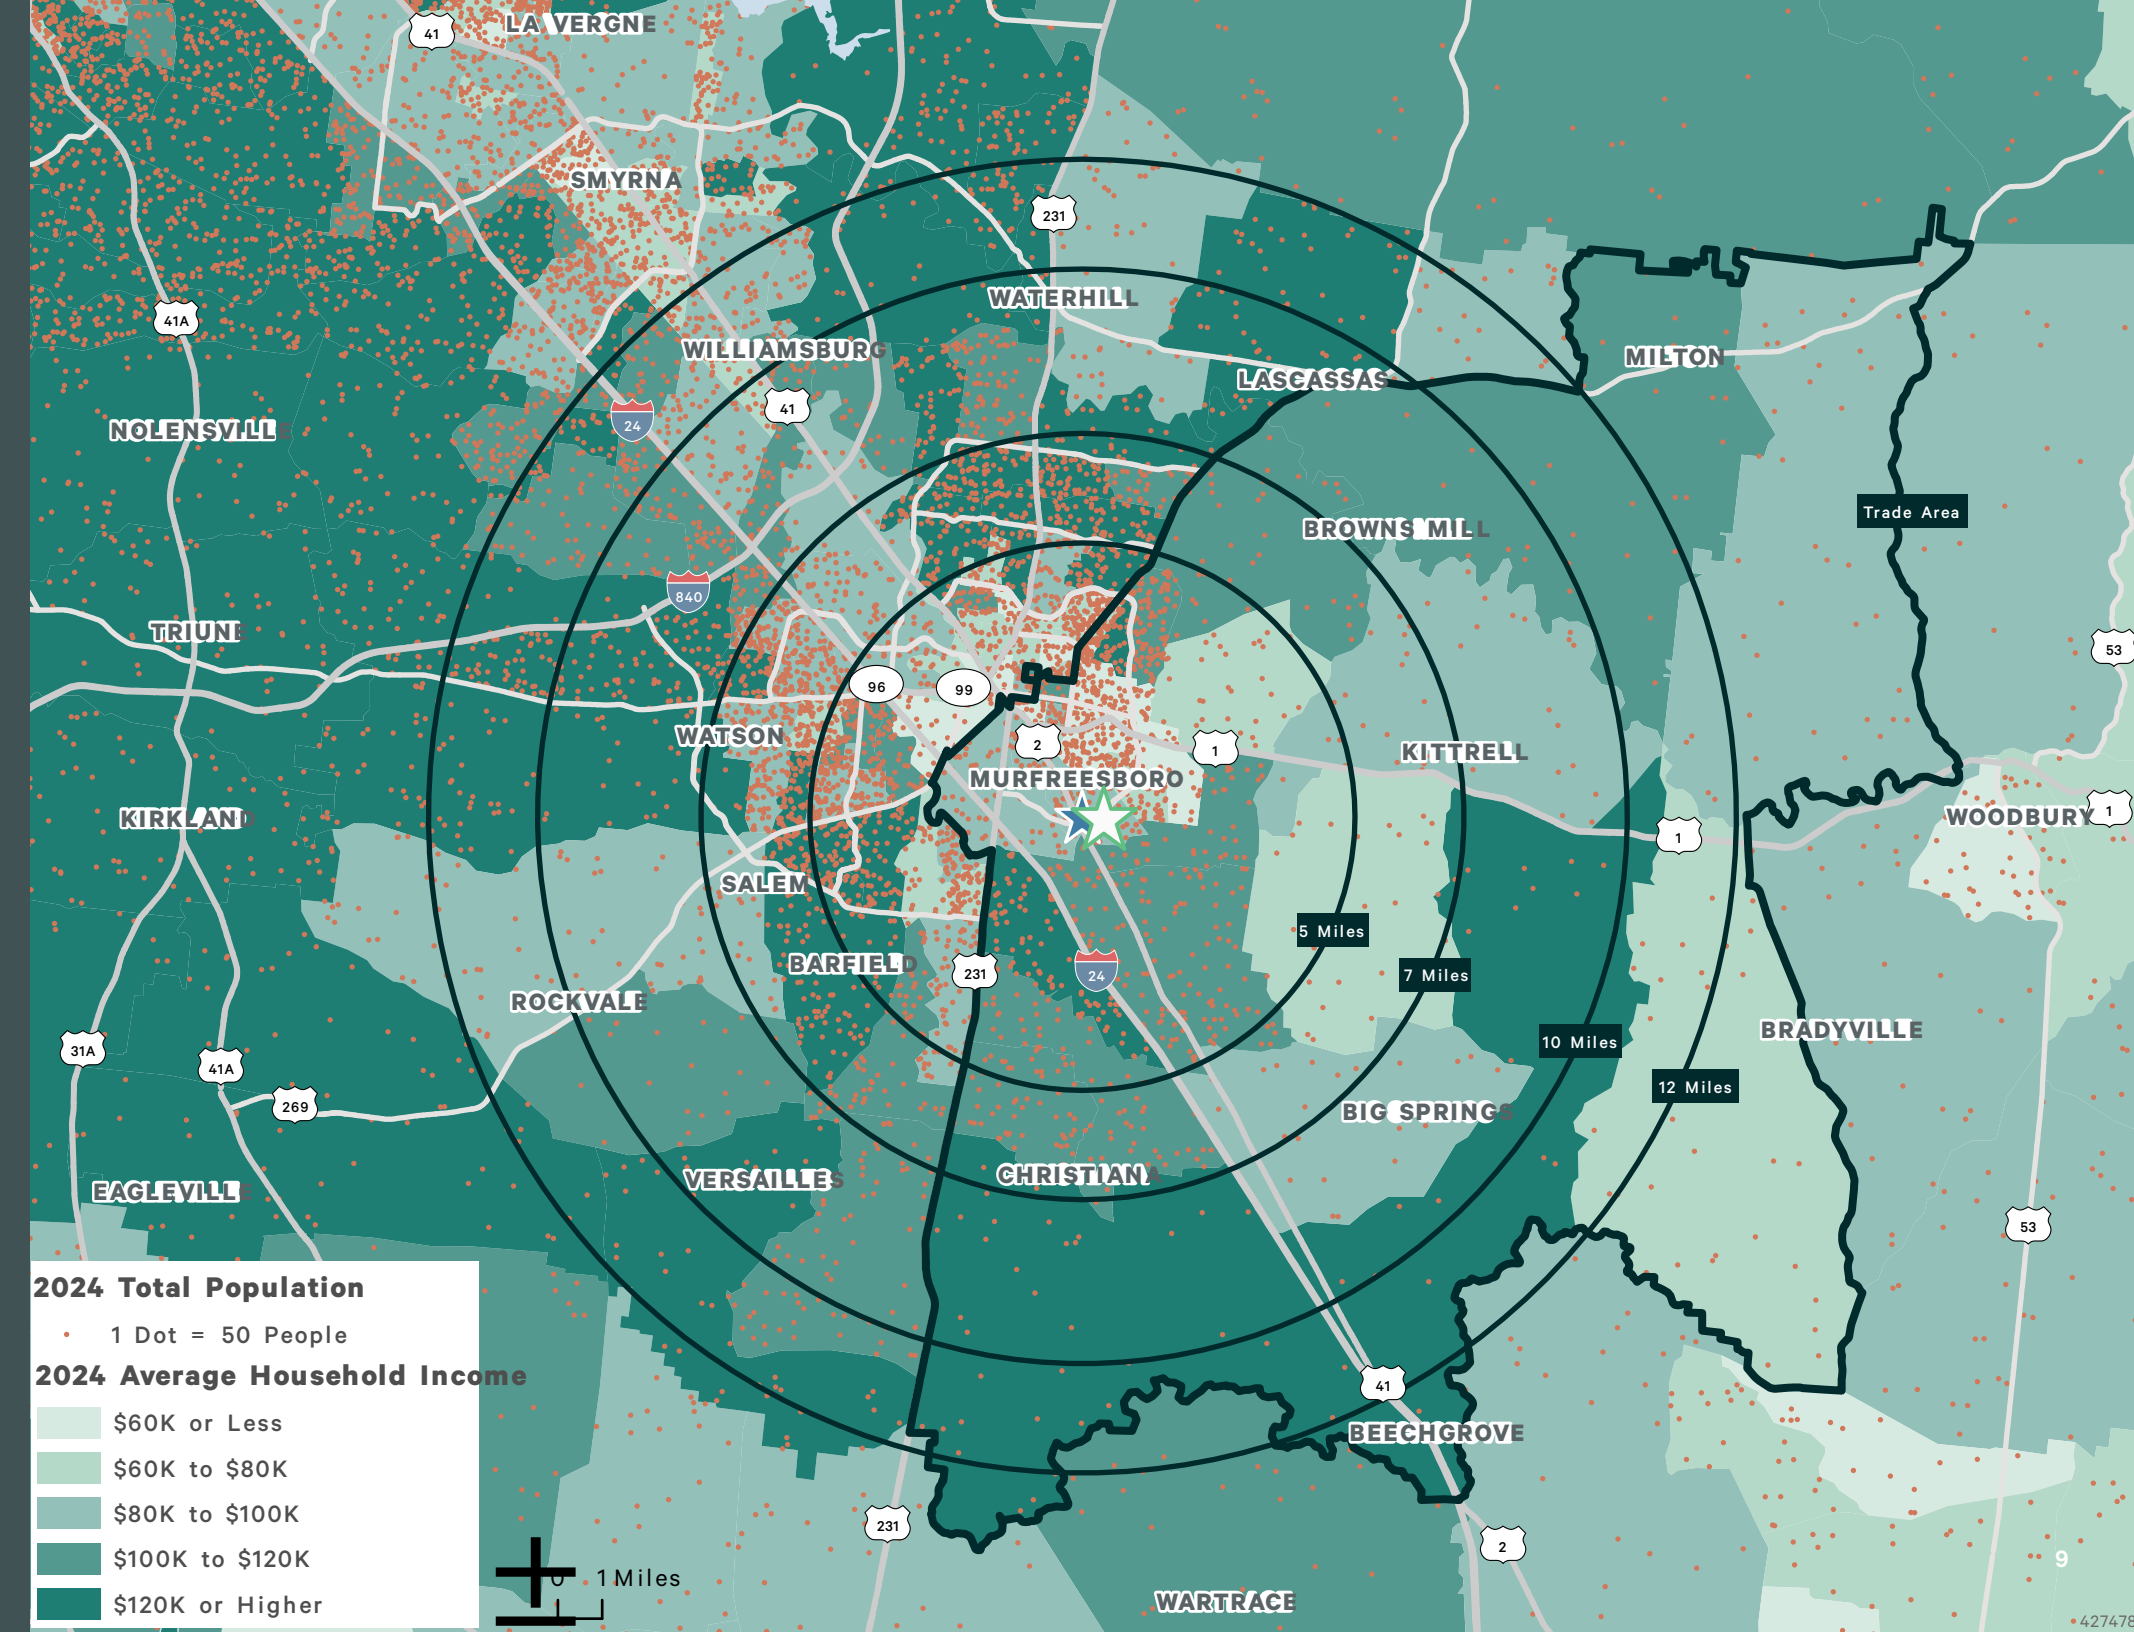 LA VERGNE
41
SMYRNA
231
WATERHILL
41A
WILLIAMSBURG
MILTON
LASCASSAS
41
24
NOLENSVILLE
Trade Area
BROWNS MILL
840
TRIUNE
53
96
99
WATSON
2
1
KITTRELL
MURFREESBORO
KIRKLAND
1
WOODBURY
1
SALEM
5 Miles
BARFIELD
231
24
7 Miles
ROCKVALE
BRADYVILLE
10 Miles
31A
41A
12 Miles
269
BIG SPRINGS
VERSAILLES
CHRISTIANA
EAGLEVILLE
53
2024 Total Population
1 Dot = 50 People
2024 Average Household Income
$60K or Less
$60K to $80K
$80K to $100K
$100K to $120K
$120K or Higher
41
BEECHGROVE
231
2
0 1 Miles
9
WARTRACE
427478